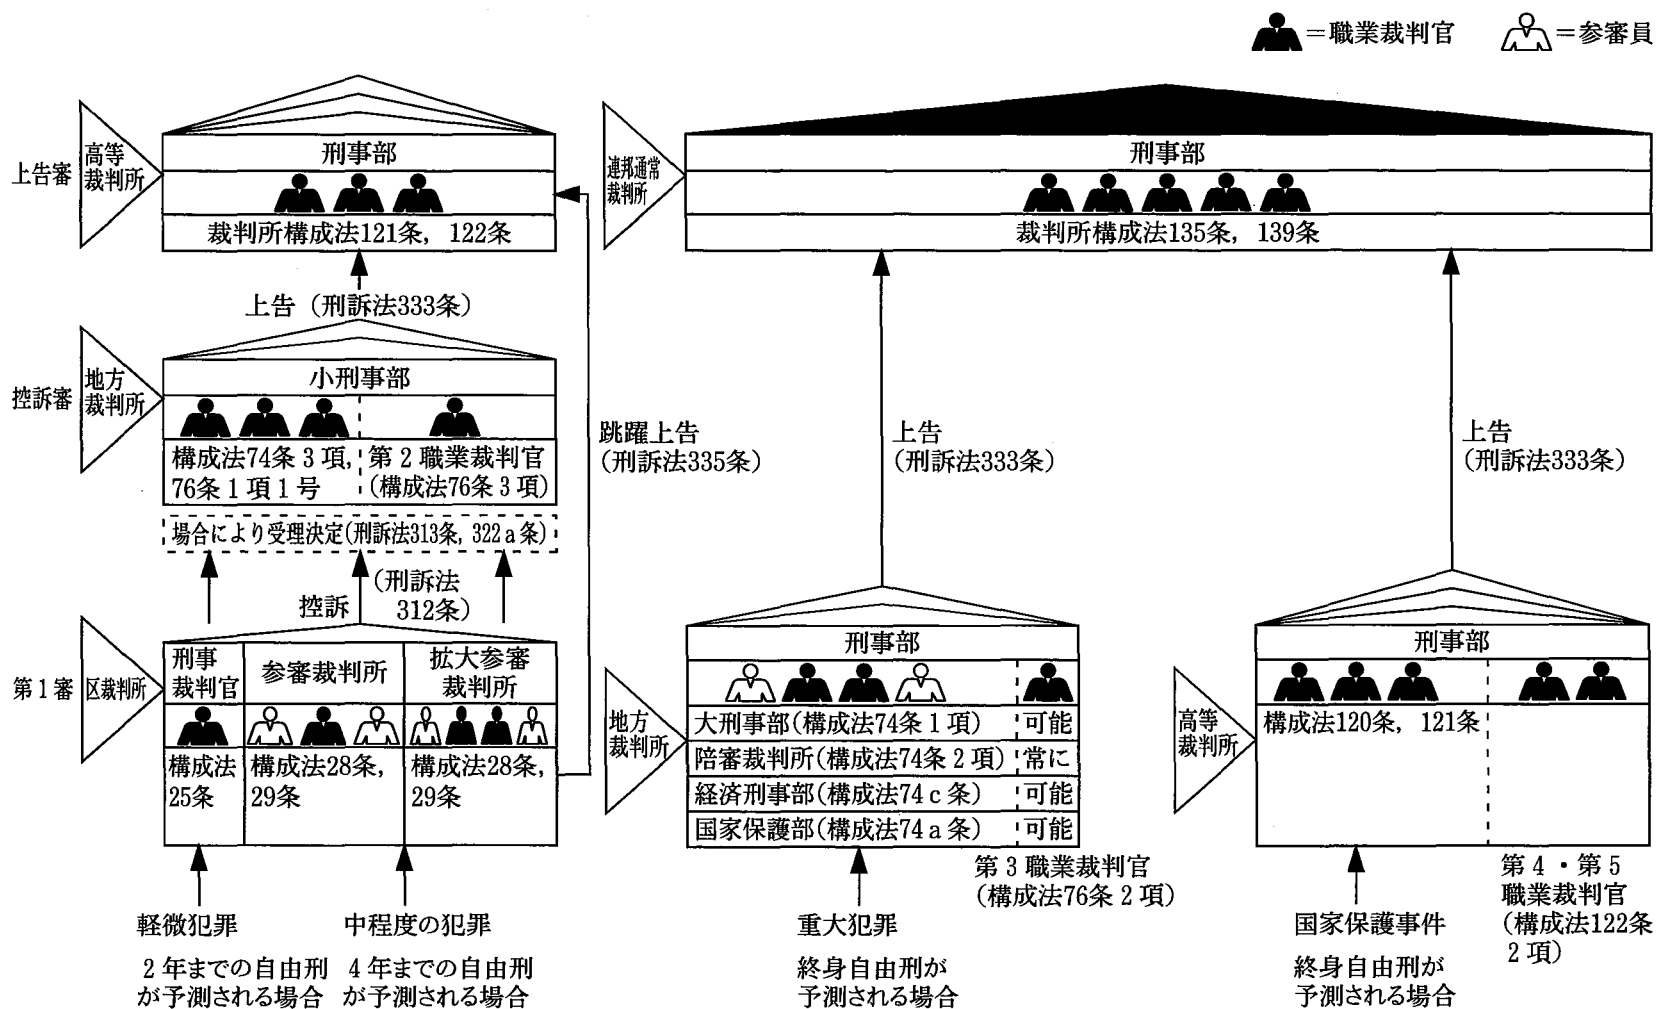 =職業裁判官
=参審員
上告審
高等
裁判所
刑事部
裁判所構成法121条, 122条
連邦通常
裁判所
刑事部
裁判所構成法135条, 139条
上告 (刑訴法333条)
控訴審
地方
裁判所
小刑事部
構成法74条3項,
76条1項1号
第2職業裁判官
(構成法76条3項)
場合により受理決定(刑訴法313条, 322a条)
跳躍上告
(刑訴法335条)
上告
(刑訴法333条)
上告
(刑訴法333条)
控訴
(刑訴法
312条)
第1審
区裁判所
刑事
裁判官
参審裁判所
拡大参審
裁判所
構成法
25条
構成法28条,
29条
構成法28条,
29条
軽微犯罪
2年までの自由刑
が予測される場合
中程度の犯罪
4年までの自由刑
が予測される場合
地方
裁判所
刑事部
大刑事部(構成法74条1項) 可能
陪審裁判所(構成法74条2項) 常に
経済刑事部(構成法74c条) 可能
国家保護部(構成法74a条) 可能
第3職業裁判官
(構成法76条2項)
重大犯罪
終身自由刑が
予測される場合
高等
裁判所
刑事部
構成法120条, 121条
第4・第5
職業裁判官
(構成法122条
2項)
国家保護事件
終身自由刑が
予測される場合